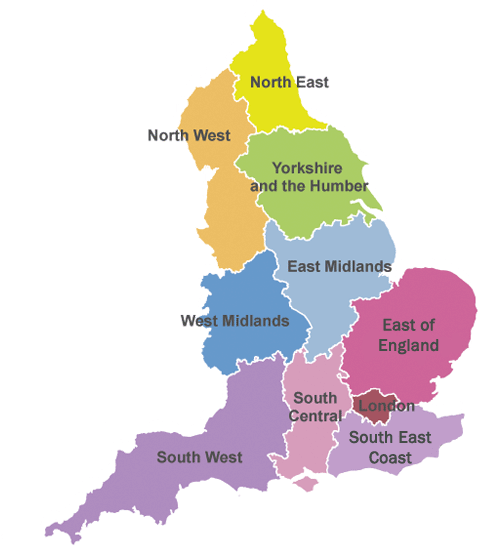 North East
North West
Yorkshire
and the Humber
East Midlands
West Midlands
East of
England
South
Central
London
South East
Coast
South West